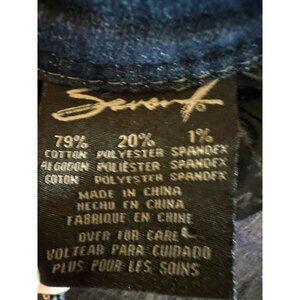 Seven7
79% 20% 1%
COTTON POLYESTER SPANDEX
ALGODON POLIÉSTER SPANDEX
COTON POLYESTER SPANDEX
MADE IN CHINA
HECHO EN CHINA
FABRIQUE EN CHINE
OVER FOR CARE
VOLTEAR PARA CUIDADO
PLUS POUR LES SOINS